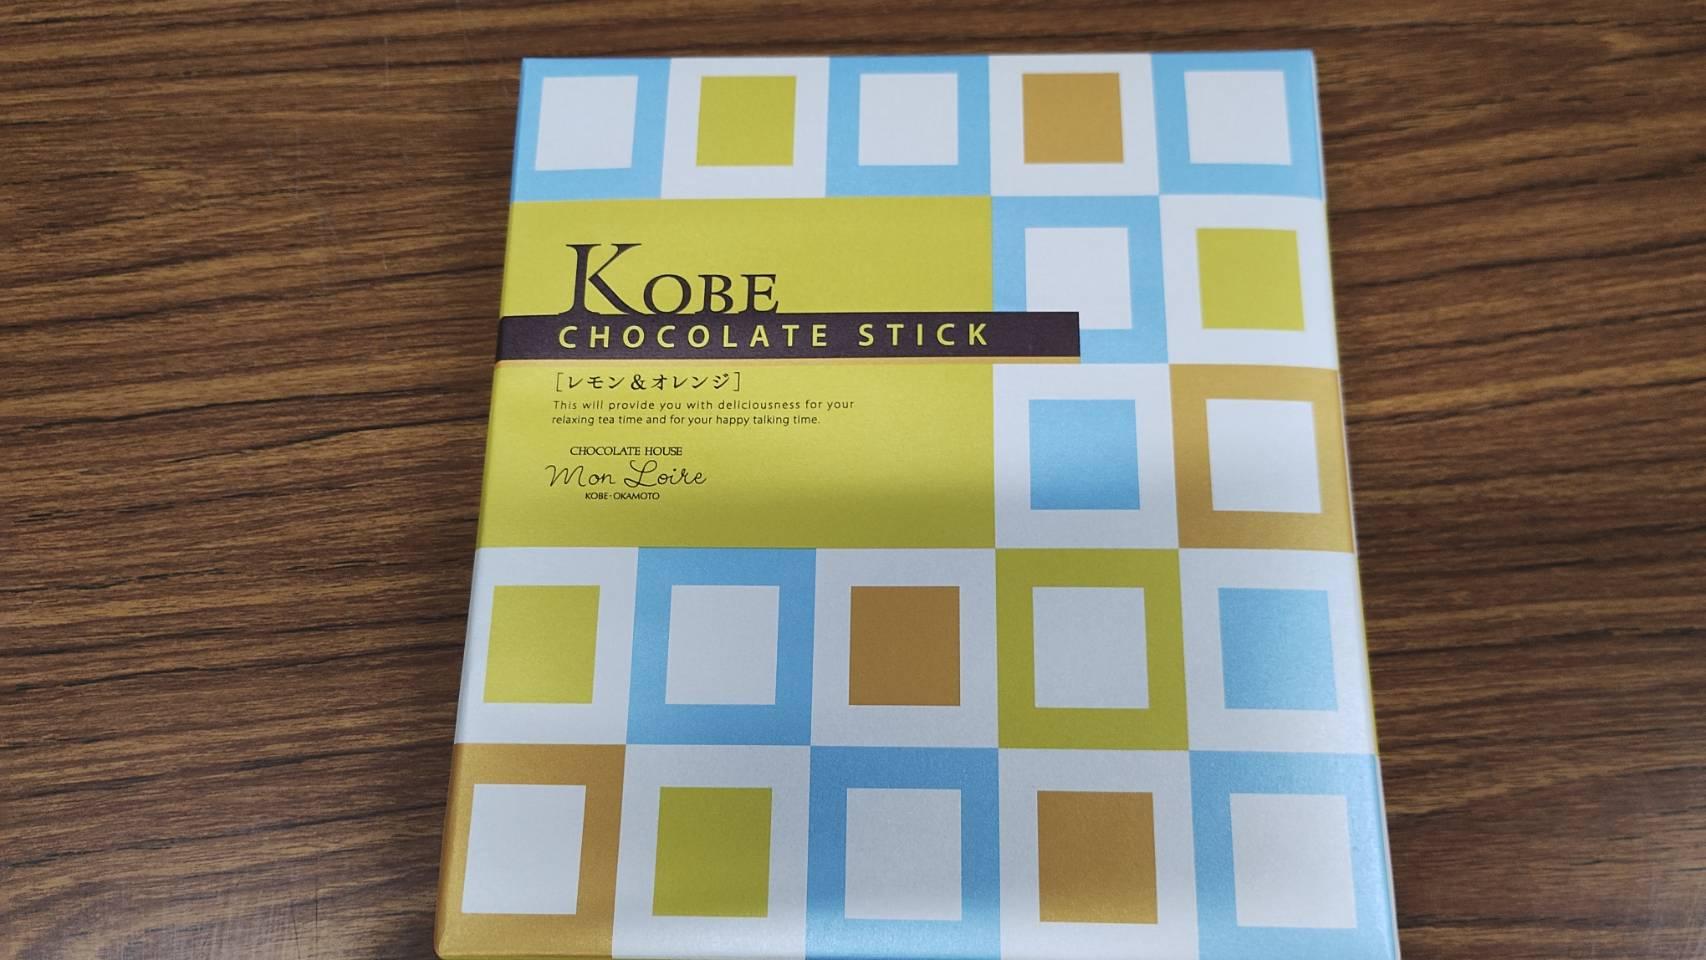 KOBE
CHOCOLATE STICK
[レモン&オレンジ]
This will provide you with deliciousness for your
relaxing tea time and for your happy talking time.
CHOCOLATE HOUSE
Mon Loire
KOBE-OKAMOTO